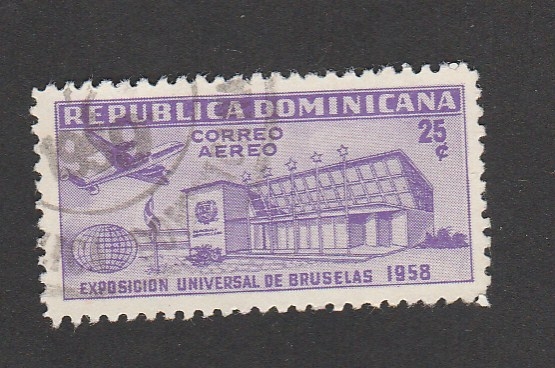 REPUBLICA DOMINICANA
CORREO
AEREO
25
¢
EXPOSICION UNIVERSAL DE BRUSELAS 1958